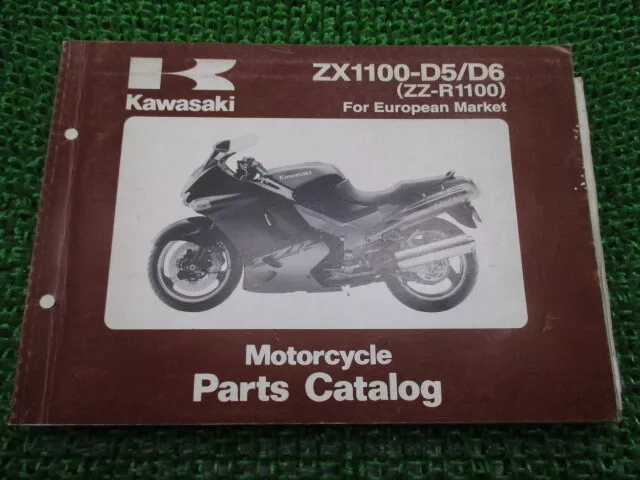 Kawasaki
ZX1100-D5/D6
(ZZ-R1100)
For European Market
Kawasaki
Motorcycle
Parts Catalog